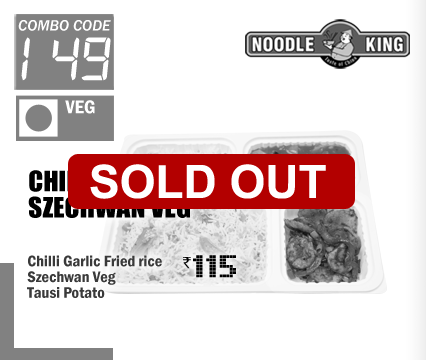 COMBO CODE
149
VEG
NOODLE KING
Taste of China
CHI
SOLD OUT
SZECHWAN VEG
Chilli Garlic Fried rice
₹115
Szechwan Veg
Tausi Potato